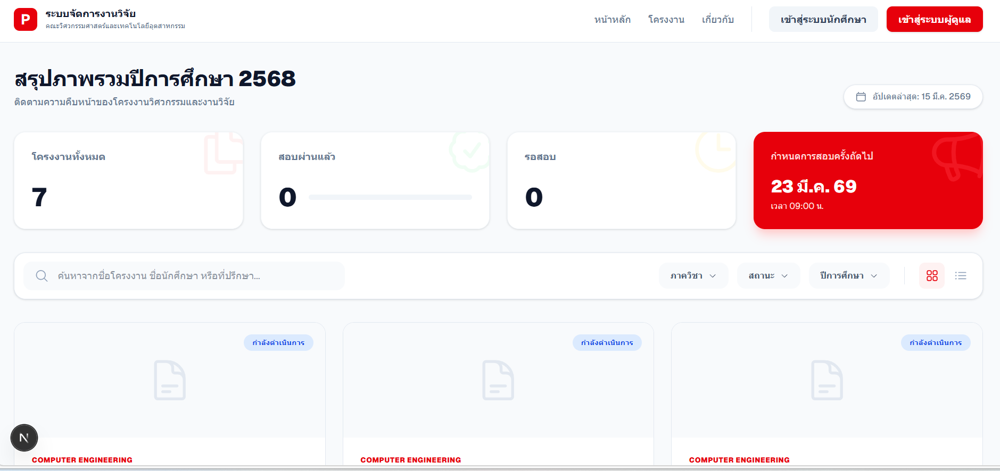 P
ระบบจัดการงานวิจัย
คณะวิศวกรรมศาสตร์และเทคโนโลยีอุตสาหกรรม
หน้าหลัก โครงงาน เกี่ยวกับ เข้าสู่ระบบนักศึกษา เข้าสู่ระบบผู้ดูแล
สรุปภาพรวมปีการศึกษา 2568
ติดตามความคืบหน้าของโครงงานวิศวกรรมและงานวิจัย
อัปเดตล่าสุด: 15 มี.ค. 2569
โครงงานทั้งหมด
7
สอบผ่านแล้ว
0
รอสอบ
0
กำหนดการสอบครั้งถัดไป
23 มี.ค. 69
เวลา 09:00 น.
ค้นหาจากชื่อโครงงาน ชื่อนักศึกษา หรือที่ปรึกษา...
ภาควิชา สถานะ ปีการศึกษา
กำลังดำเนินการ
กำลังดำเนินการ
กำลังดำเนินการ
N
COMPUTER ENGINEERING
COMPUTER ENGINEERING
COMPUTER ENGINEERING